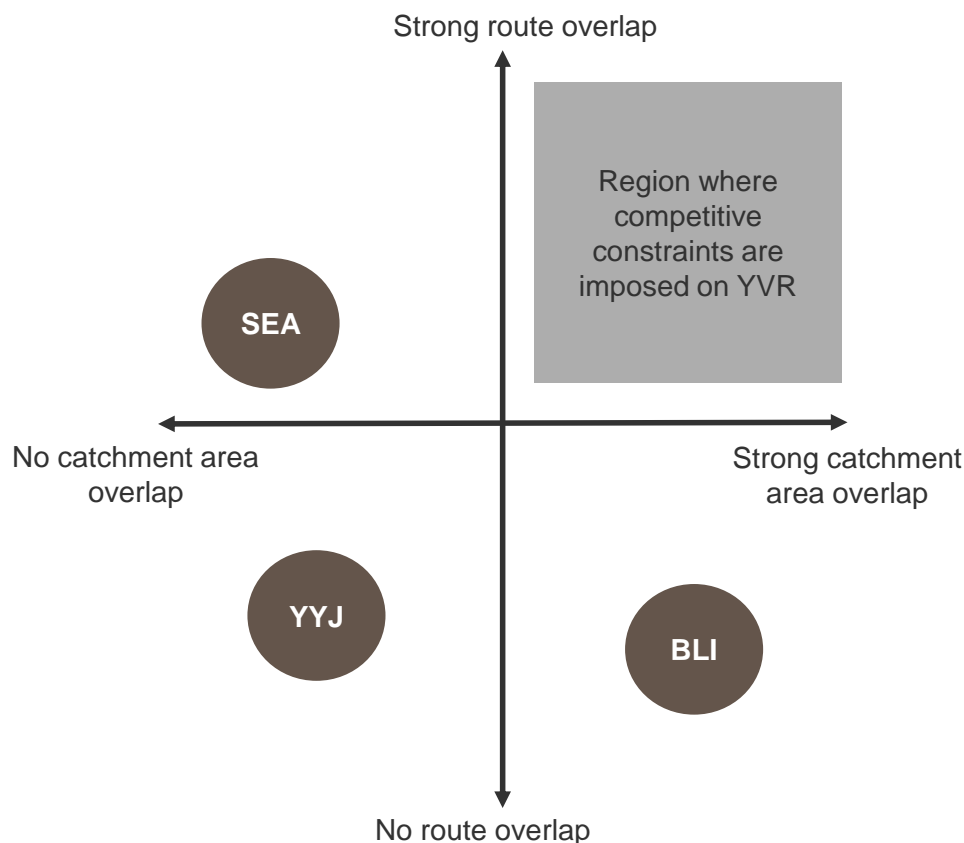 Strong route overlap
Region where
competitive
constraints are
imposed on YVR
SEA
No catchment area
overlap
Strong catchment
area overlap
YYJ
BLI
No route overlap